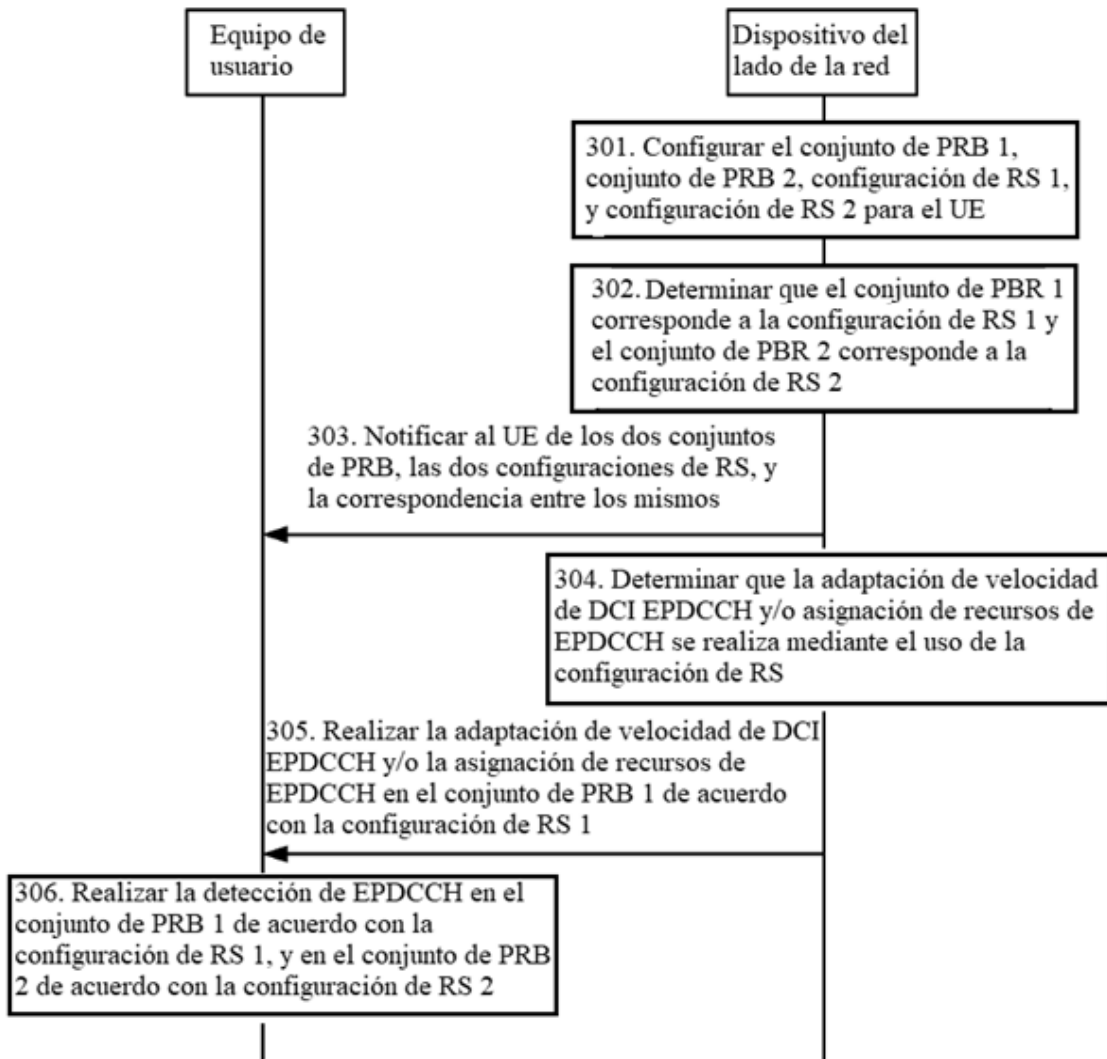 Equipo de
usuario
Dispositivo del
lado de la red
301. Configurar el conjunto de PRB 1,
conjunto de PRB 2, configuración de RS 1,
y configuración de RS 2 para el UE
302. Determinar que el conjunto de PBR 1
corresponde a la configuración de RS 1 y
el conjunto de PBR 2 corresponde a la
configuración de RS 2
303. Notificar al UE de los dos conjuntos
de PRB, las dos configuraciones de RS, y
la correspondencia entre los mismos
304. Determinar que la adaptación de velocidad
de DCI EPDCCH y/o asignación de recursos de
EPDCCH se realiza mediante el uso de la
configuración de RS
305. Realizar la adaptación de velocidad de DCI
EPDCCH y/o la asignación de recursos de
EPDCCH en el conjunto de PRB 1 de acuerdo
con la configuración de RS 1
306. Realizar la detección de EPDCCH en el
conjunto de PRB 1 de acuerdo con la
configuración de RS 1, y en el conjunto de PRB
2 de acuerdo con la configuración de RS 2